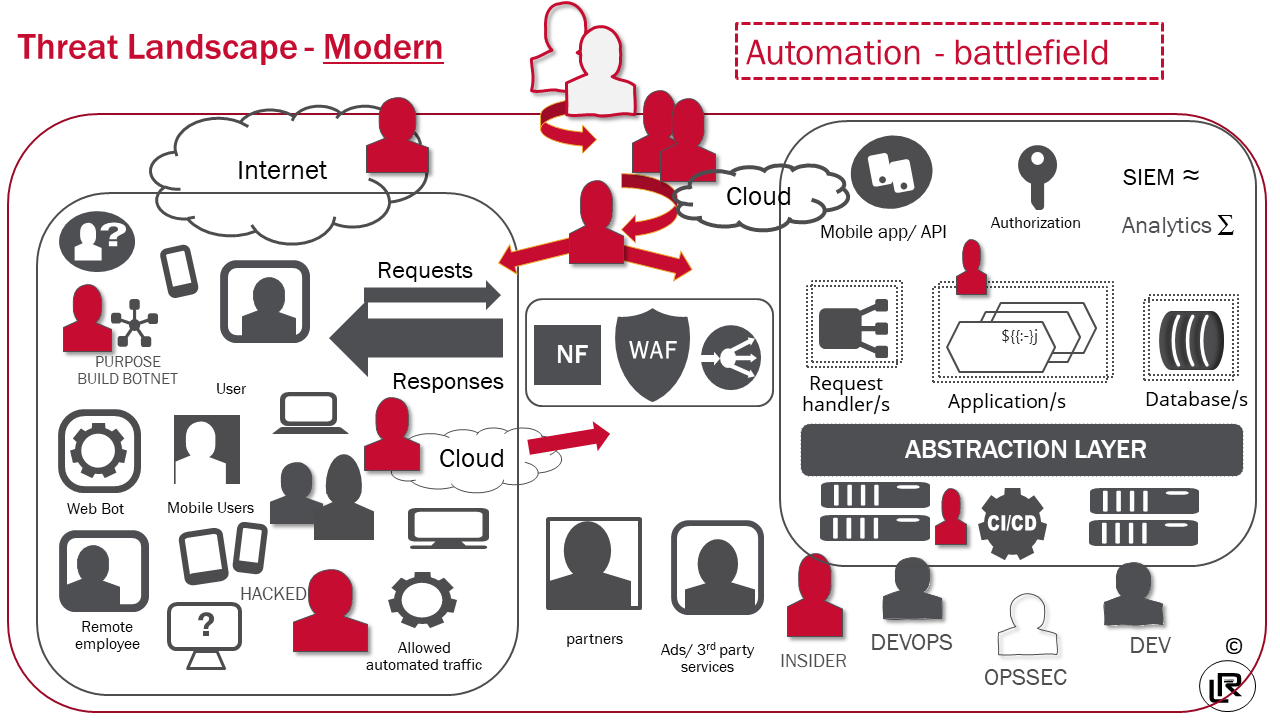 Threat Landscape - Modern
Automation - battlefield
Internet
Cloud
Mobile app/ API
Authorization
SIEM ≈
Analytics Σ
?
Requests
PURPOSE
BUILD BOTNET
User
Responses
NF
WAF
${{:-}j
Request
handler/s
Application/s
Database/s
ABSTRACTION LAYER
Cloud
Web Bot
Mobile Users
CI/CD
HACKED
?
Remote
employee
Allowed
automated traffic
partners
Ads/ 3rd party
services
INSIDER
DEVOPS
OPSSEC
DEV
©
LR